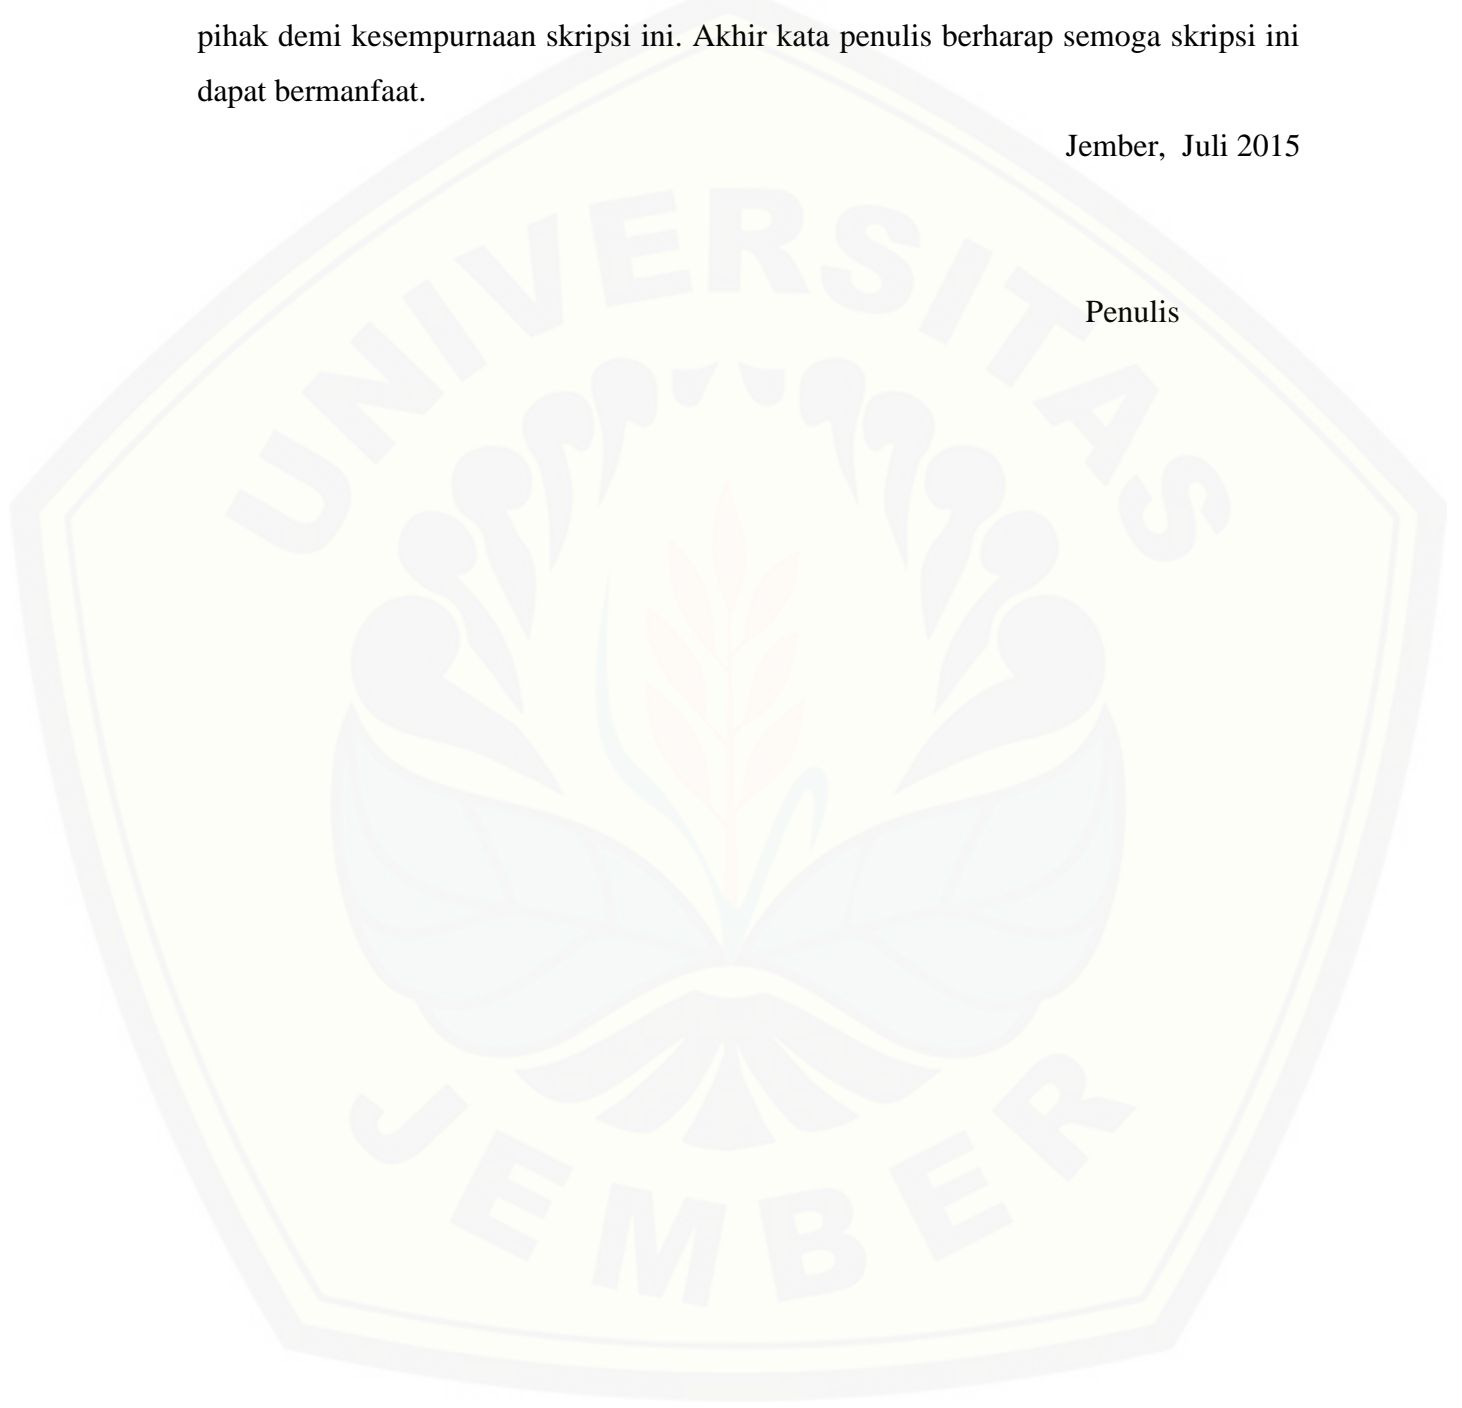 pihak demi kesempurnaan skripsi ini. Akhir kata penulis berharap semoga skripsi ini
dapat bermanfaat.
Jember,  Juli 2015
UNIVERSITAS
Penulis
JEMBER